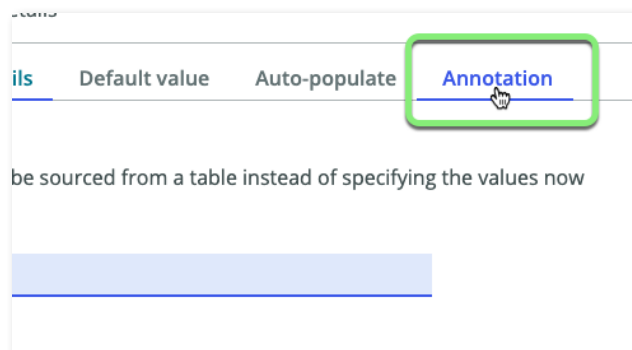 ils Default value Auto-populate Annotation
be sourced from a table instead of specifying the values now